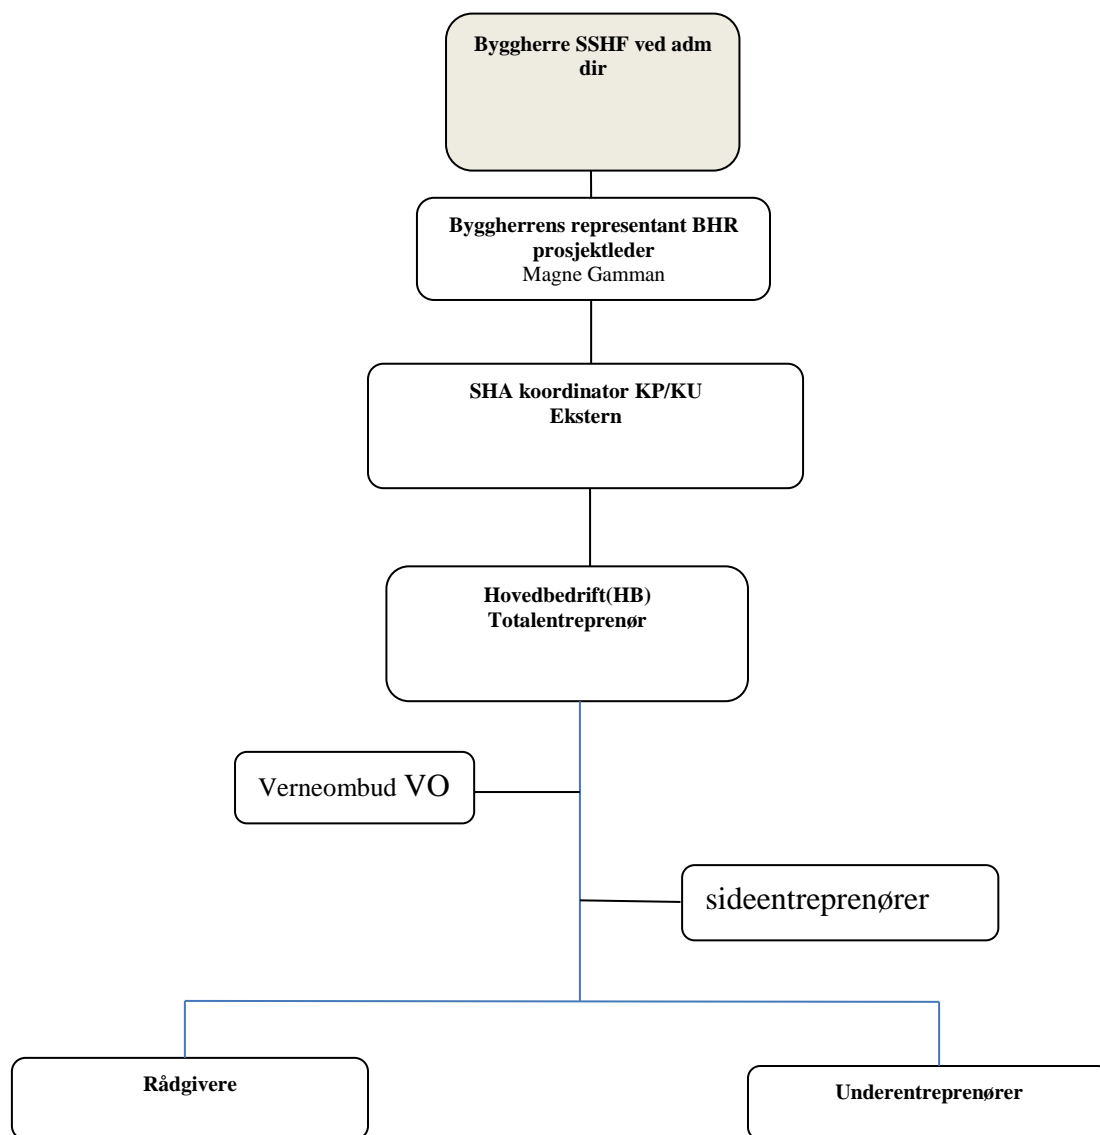 Byggherre SSHF ved adm
dir
Byggherrens representant BHR
prosjektleder
Magne Gamman
SHA koordinator KP/KU
Ekstern
Hovedbedrift(HB)
Totalentreprenør
Verneombud VO
sideentreprenører
Rådgivere
Underentreprenører